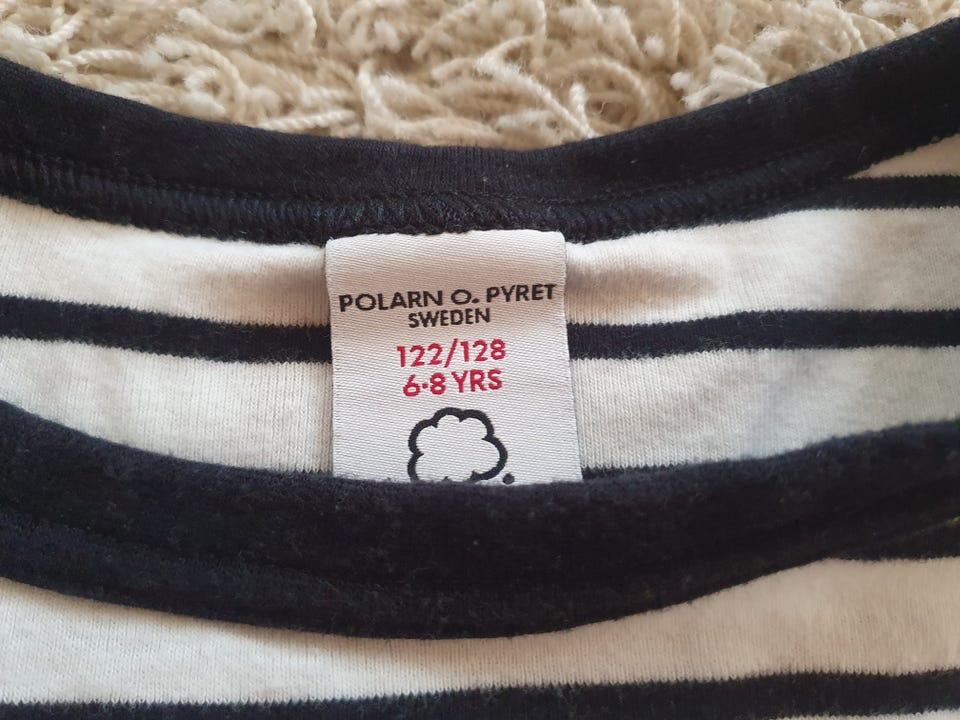 POLARN O. PYRET
SWEDEN
122/128
6-8 YRS